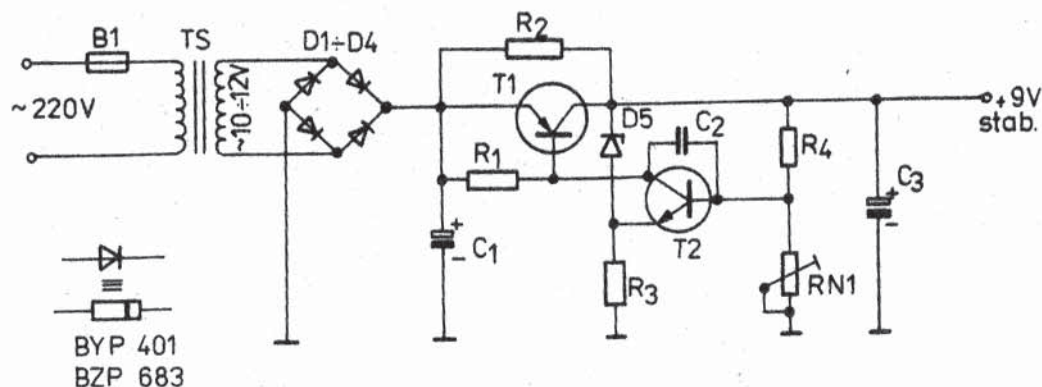 B1
TS
D1÷D4
R2
T1
~220V
~10÷12V
D5
C2
+9V
stab.
R1
R4
C3
+
-
+
-
C1
T2
R3
RN1
BYP 401
BZP 683